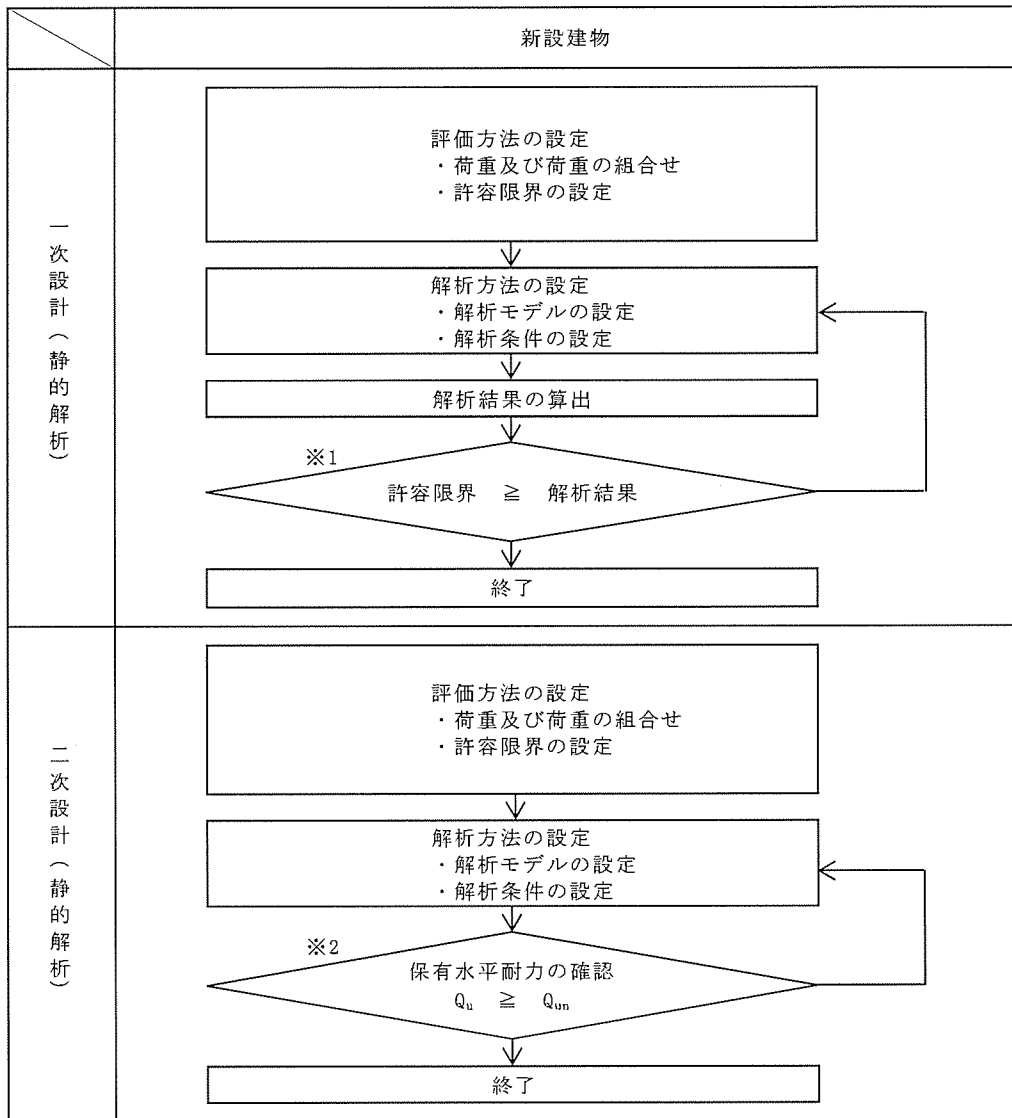 新設建物
一次設計（静的解析）
評価方法の設定
・荷重及び荷重の組合せ
・許容限界の設定
解析方法の設定
・解析モデルの設定
・解析条件の設定
解析結果の算出
※1
許容限界 ≧ 解析結果
終了
二次設計（静的解析）
評価方法の設定
・荷重及び荷重の組合せ
・許容限界の設定
解析方法の設定
・解析モデルの設定
・解析条件の設定
※2
保有水平耐力の確認
Qu ≧ Qun
終了